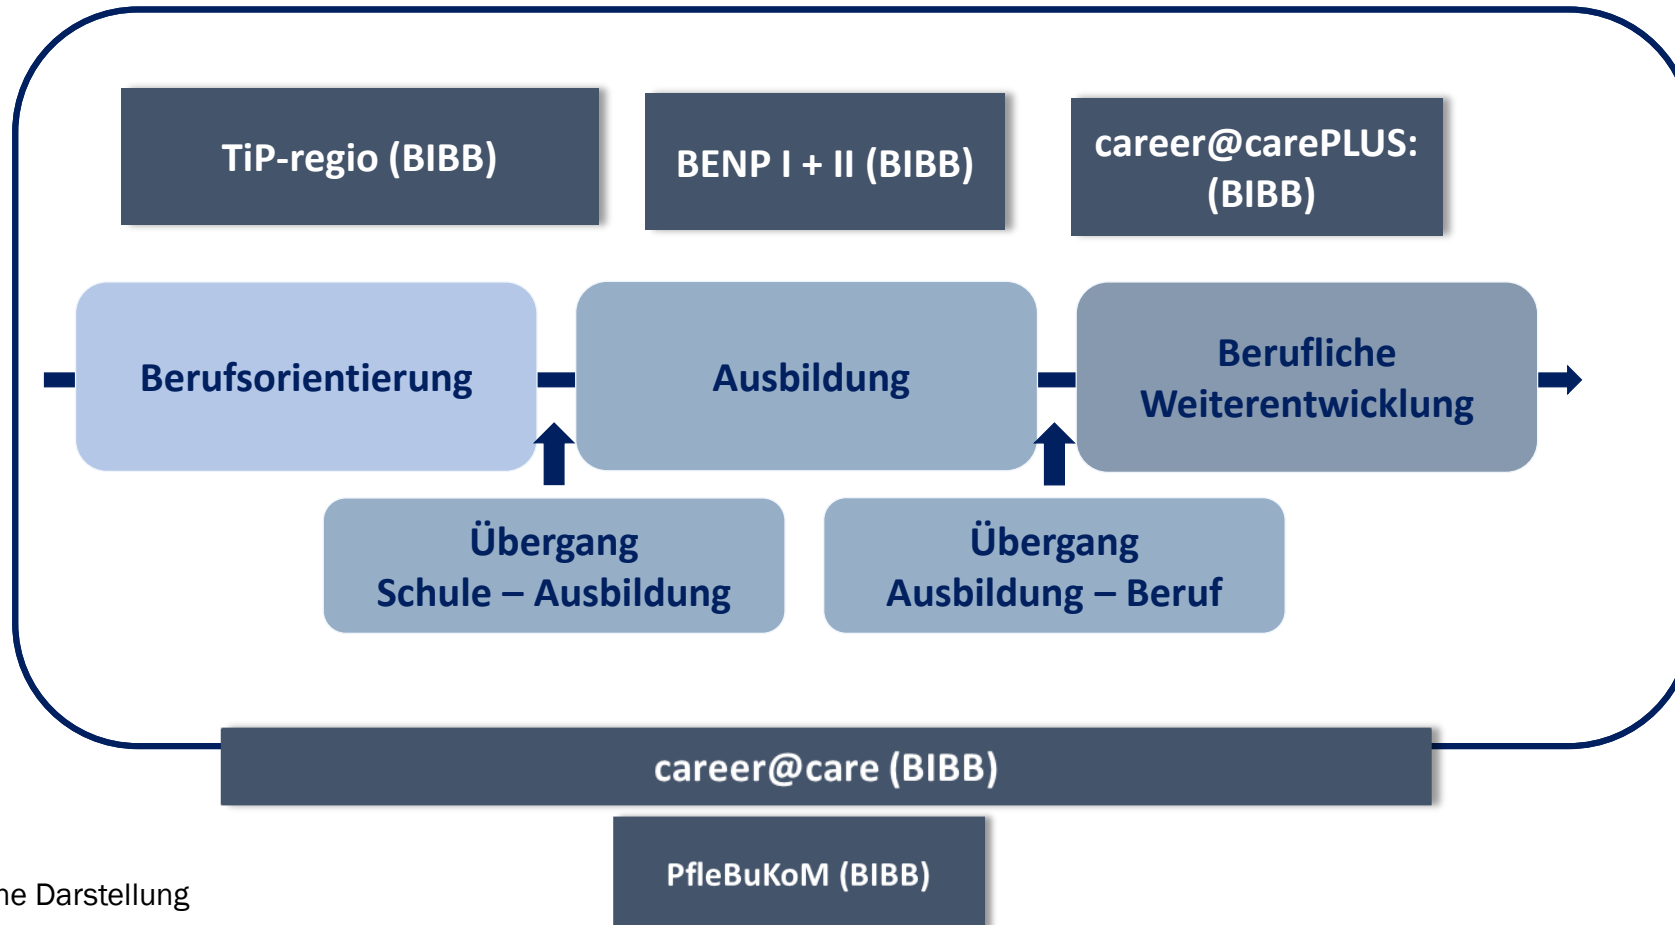 TiP-regio (BIBB)
BENP I + II (BIBB)
career@carePLUS:
(BIBB)
Berufsorientierung
Ausbildung
Berufliche
Weiterentwicklung
Übergang
Schule – Ausbildung
Übergang
Ausbildung – Beruf
career@care (BIBB)
PfleBuKoM (BIBB)
Darstellung